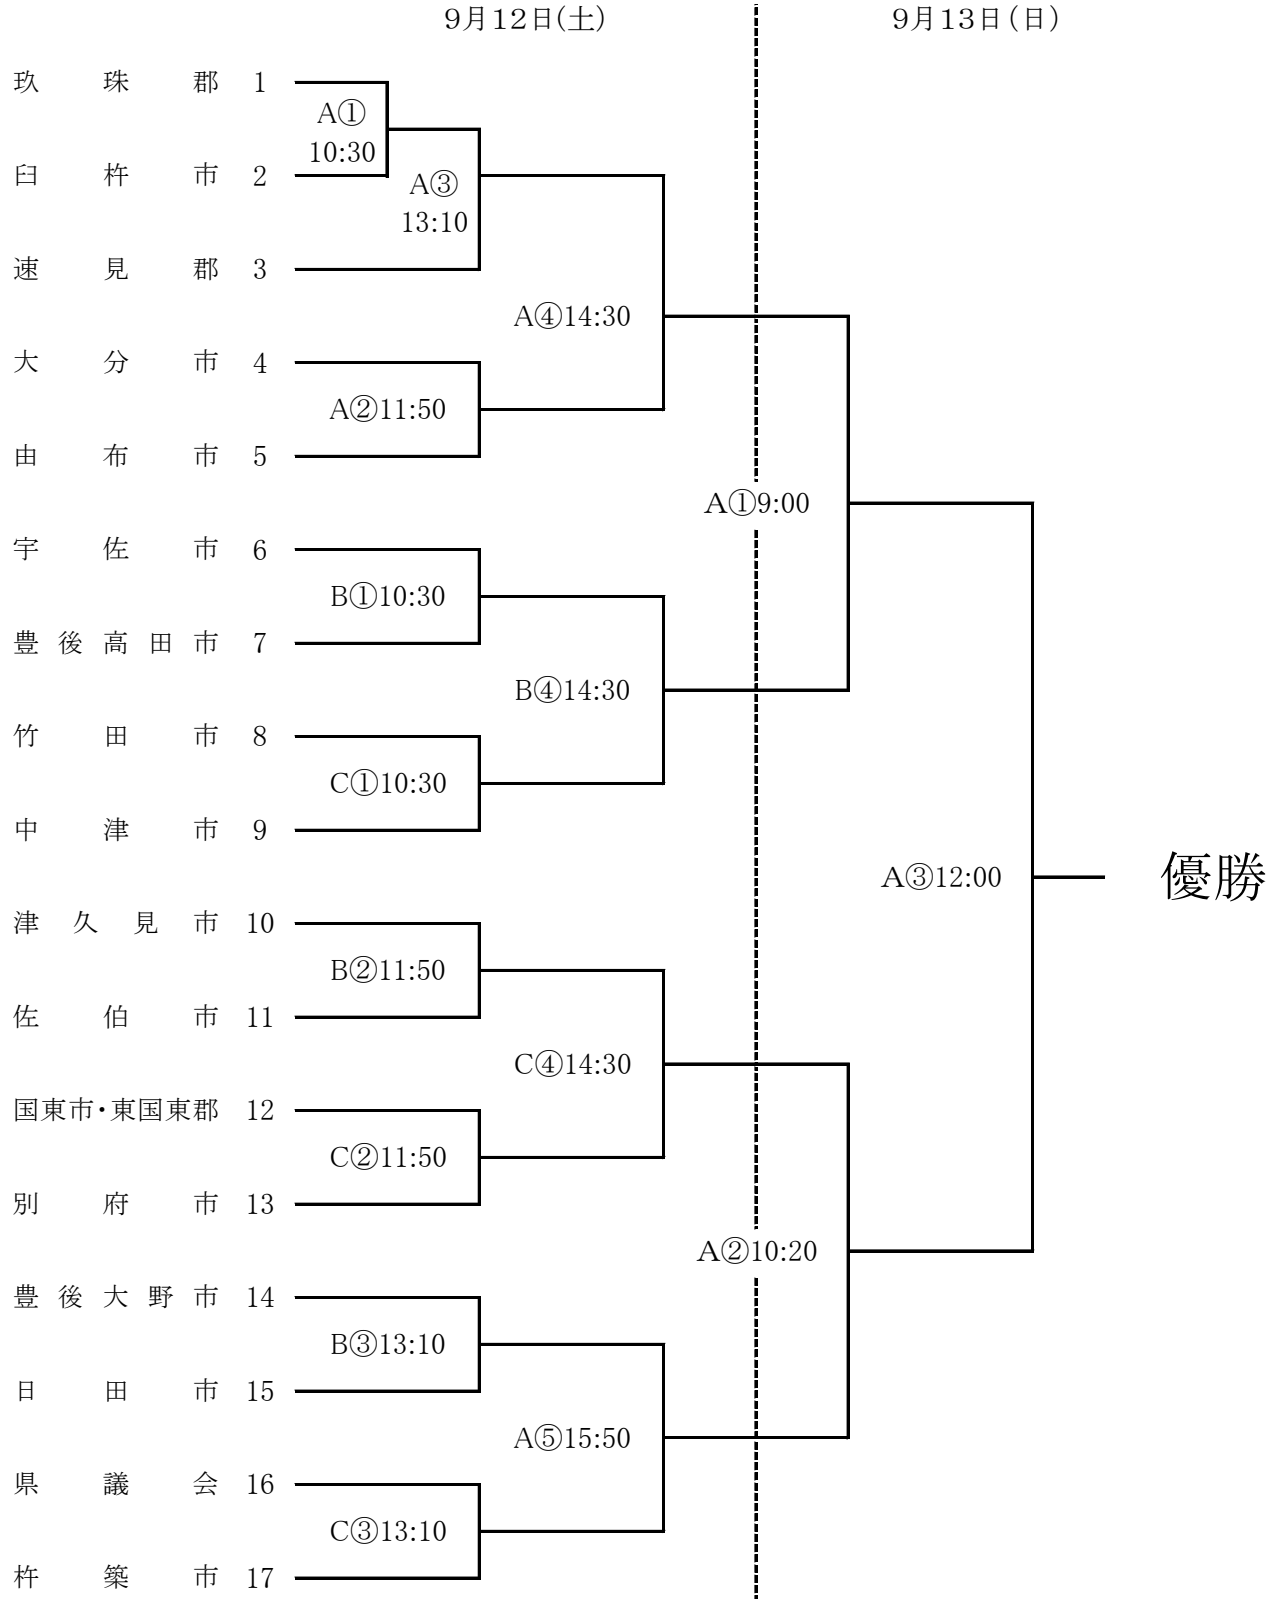 9月12日(土)
9月13日(日)
玖珠郡 1
A①
10:30
臼杵市 2
A③
13:10
速見郡 3
A④14:30
大分市 4
A②11:50
由布市 5
A①9:00
宇佐市 6
B①10:30
豊後高田市 7
B④14:30
竹田市 8
C①10:30
中津市 9
A③12:00
優勝
津久見市 10
B②11:50
佐伯市 11
C④14:30
国東市・東国東郡 12
C②11:50
別府市 13
A②10:20
豊後大野市 14
B③13:10
日田市 15
A⑤15:50
県議会 16
C③13:10
杵築市 17